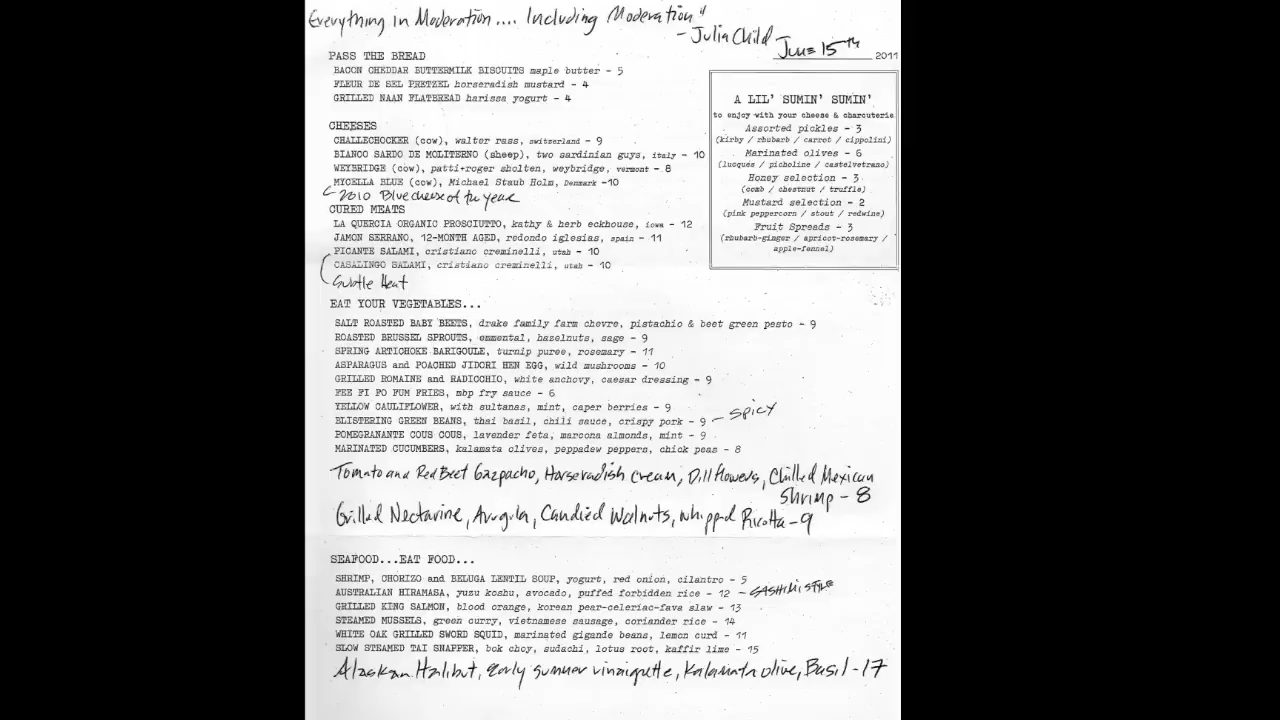 Everything in Moderation.... Including Moderation"
- Julia Child
June 15th 2011
PASS THE BREAD
BACON CHEDDAR BUTTERMILK BISCUITS maple butter - 5
FLEUR DE SEL PRETZEL horseradish mustard - 4
GRILLED NAAN FLATBREAD harissa yogurt - 4
CHEESES
CHALLECHOCKER (cow), walter rass, switzerland - 9
BIANCO SARDO DE MOLITERNO (sheep), two sardinian guys, italy - 10
WEYBRIDGE (cow), patti+roger sholten, weybridge, vermont - 8
MYCELLA BLUE (cow), Michael Staub Holm, Denmark -10
2010 Blue cheese of the year
CURED MEATS
LA QUERCIA ORGANIC PROSCIUTTO, kathy & herb eckhouse, iowa - 12
JAMON SERRANO, 12-MONTH AGED, redondo iglesias, spain - 11
PICANTE SALAMI, cristiano creminelli, utah - 10
CASALINGO SALAMI, cristiano creminelli, utah - 10
Subtle Heat
A LIL' SUMIN' SUMIN'
to enjoy with your cheese & charcuterie
Assorted pickles - 3
(kirby / rhubarb / carrot / cippolini)
Marinated olives - 6
(lucques / picholine / castelvetrano)
Honey selection - 3
(comb / chestnut / truffle)
Mustard selection - 2
(pink peppercorn / stout / redwine)
Fruit Spreads - 3
(rhubarb-ginger / apricot-rosemary /
apple-fennel)
EAT YOUR VEGETABLES...
SALT ROASTED BABY BEETS, drake family farm chevre, pistachio & beet green pesto - 9
ROASTED BRUSSEL SPROUTS, emmental, hazelnuts, sage - 9
SPRING ARTICHOKE BARIGOULE, turnip puree, rosemary - 11
ASPARAGUS and POACHED JIDORI HEN EGG, wild mushrooms - 10
GRILLED ROMAINE and RADICCHIO, white anchovy, caesar dressing - 9
FEE FI FO FUM FRIES, mbp fry sauce - 6
YELLOW CAULIFLOWER, with sultanas, mint, caper berries - 9
BLISTERING GREEN BEANS, thai basil, chili sauce, crispy pork - 9 - SPICY
POMEGRANANTE COUS COUS, lavender feta, marcona almonds, mint - 9
MARINATED CUCUMBERS, kalamata olives, peppadew peppers, chick peas - 8
Tomato and Red Beet Gazpacho, Horseradish cream, Dill flowers, Chilled Mexican
Shrimp - 8
Grilled Nectarine, Arugula, Candied Walnuts, Whipped Ricotta - 9
SEAFOOD...EAT FOOD...
SHRIMP, CHORIZO and BELUGA LENTIL SOUP, yogurt, red onion, cilantro - 5
AUSTRALIAN HIRAMASA, yuzu koshu, avocado, puffed forbidden rice - 12 - SASHIMI STYLE
GRILLED KING SALMON, blood orange, korean pear-celeriac-fava slaw - 13
STEAMED MUSSELS, green curry, vietnamese sausage, coriander rice - 14
WHITE OAK GRILLED SWORD SQUID, marinated gigande beans, lemon curd - 11
SLOW STEAMED TAI SNAPPER, bok choy, sudachi, lotus root, kaffir lime - 15
Alaskan Halibut, early summer vinaigrette, Kalamata olive, Basil - 17